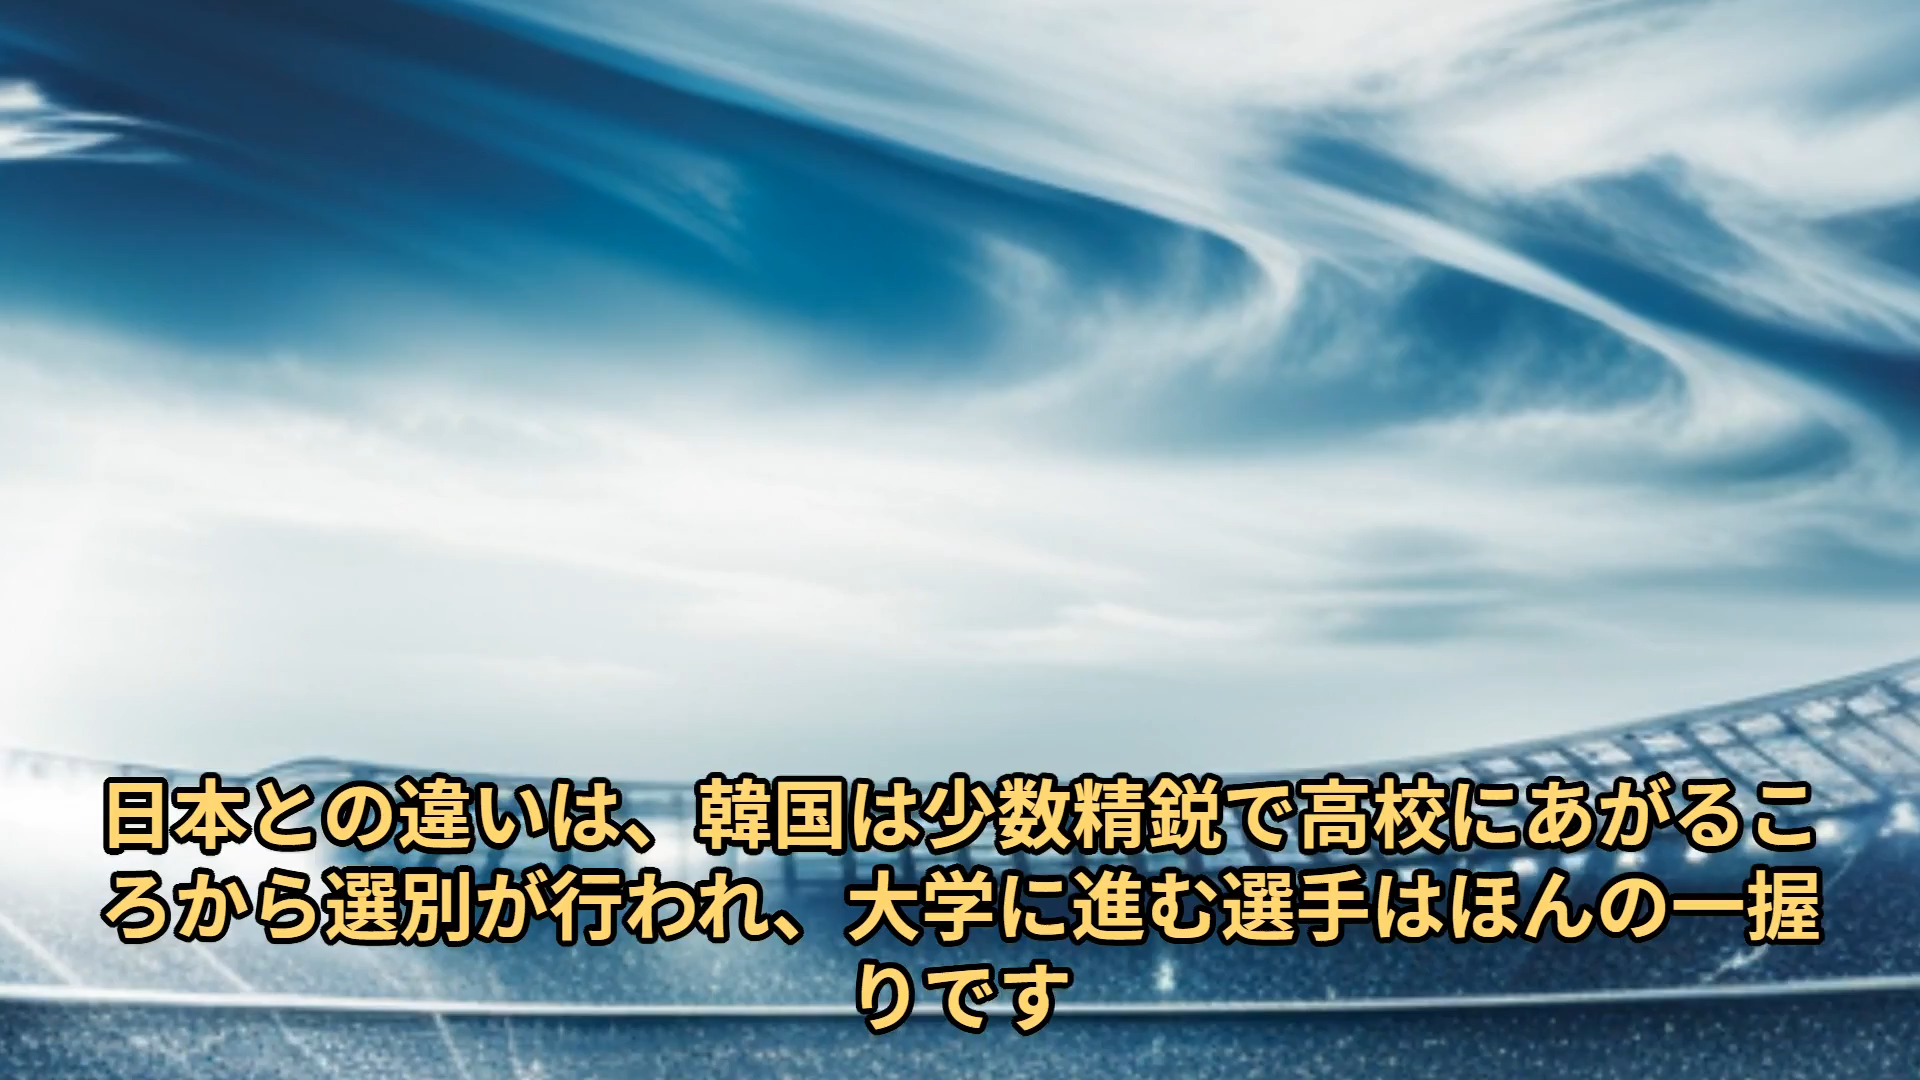 日本との違いは、韓国は少数精鋭で高校にあがるこ
ろから選別が行われ、大学に進む選手はほんの一握
りです